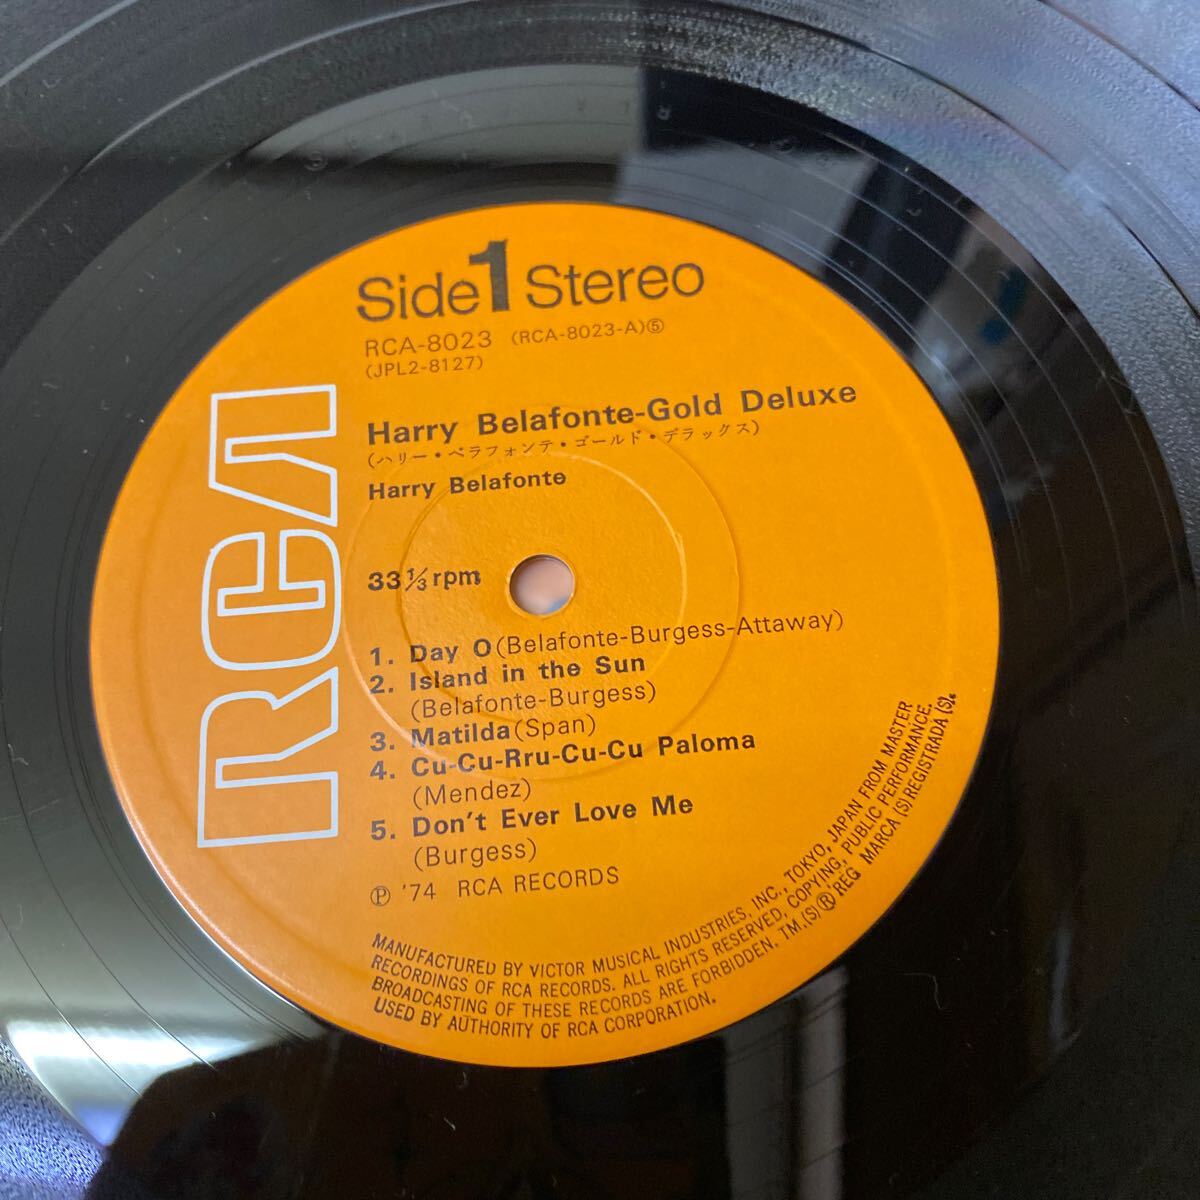 RCA
Side 1 Stereo
RCA-8023 (RCA-8023-A)⑤
(JPL2-8127)
Harry Belafonte-Gold Deluxe
(ハリー・ベラフォンテ・ゴールド・デラックス)
Harry Belafonte
33 1/3 rpm
1. Day O(Belafonte-Burgess-Attaway)
2. Island in the Sun
(Belafonte-Burgess)
3. Matilda(Span)
4. Cu-Cu-Rru-Cu-Cu Paloma
(Mendez)
5. Don't Ever Love Me
(Burgess)
Ⓟ '74 RCA RECORDS
MANUFACTURED BY VICTOR MUSICAL INDUSTRIES, INC., TOKYO, JAPAN FROM MASTER
RECORDINGS OF RCA RECORDS. ALL RIGHTS RESERVED, COPYING, PUBLIC PERFORMANCE,
BROADCASTING OF THESE RECORDS ARE FORBIDDEN. TM.(S)® REG MARCA (S) REGISTRADA (S).
USED BY AUTHORITY OF RCA CORPORATION.